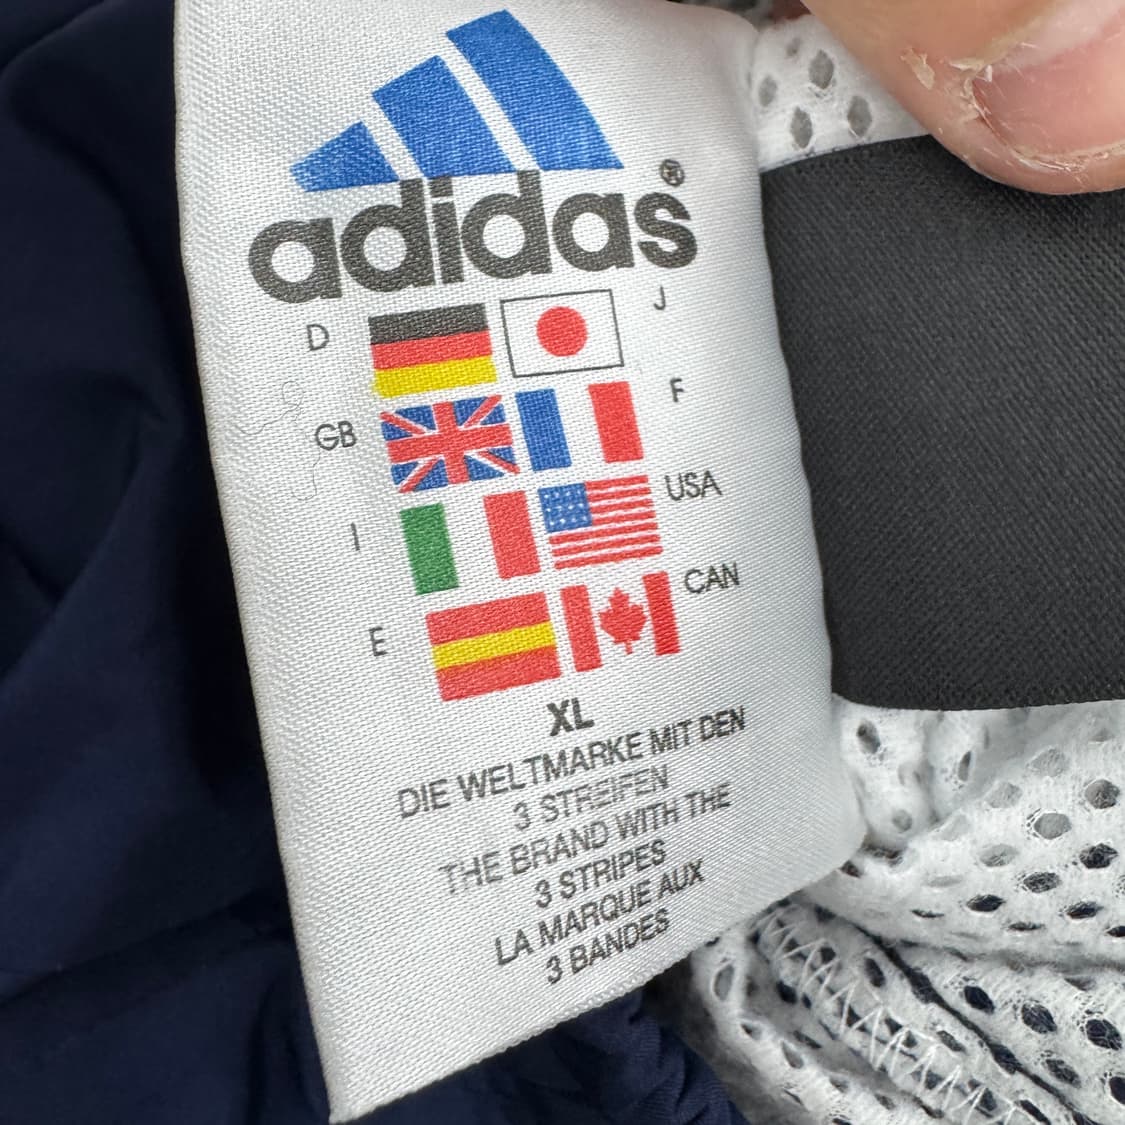 adidas®
D J
GB F
I USA
E CAN
XL
DIE WELTMARKE MIT DEN
3 STREIFEN
THE BRAND WITH THE
3 STRIPES
LA MARQUE AUX
3 BANDES